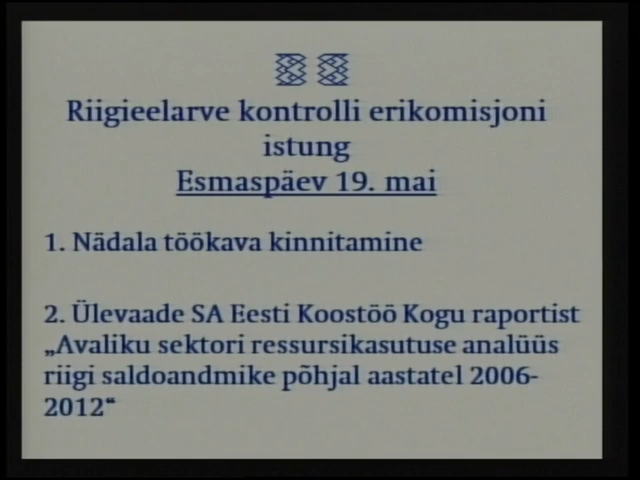 Riigieelarve kontrolli erikomisjoni
istung
Esmaspäev 19. mai
1. Nädala töökava kinnitamine
2. Ülevaade SA Eesti Koostöö Kogu raportist
„Avaliku sektori ressursikasutuse analüüs
riigi saldoandmike põhjal aastatel 2006-
2012“